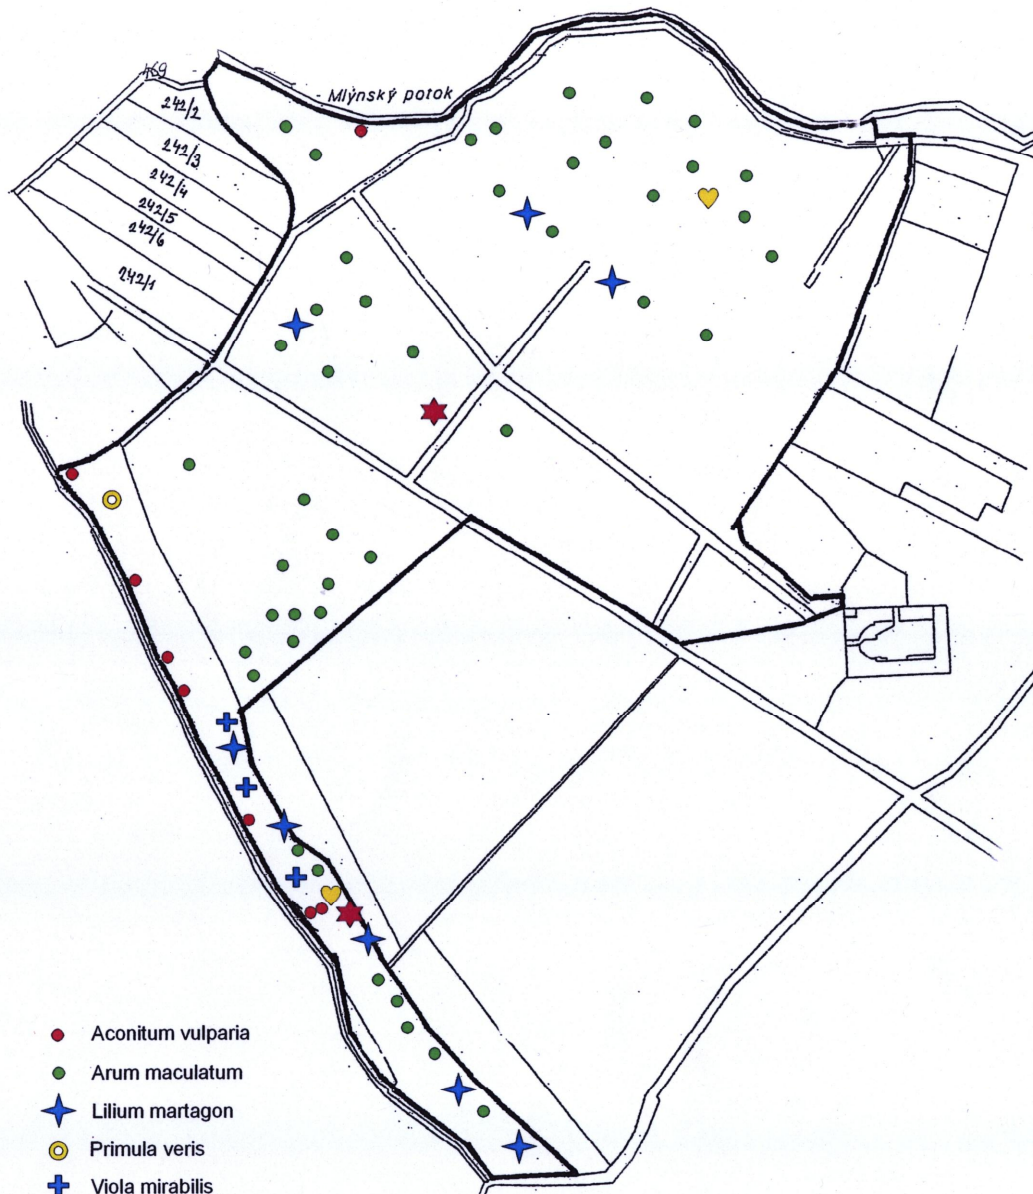 469
242/2
Mlýnský potok
242/3
242/4
242/5
242/6
242/1
Aconitum vulparia
Arum maculatum
Lilium martagon
Primula veris
Viola mirabilis